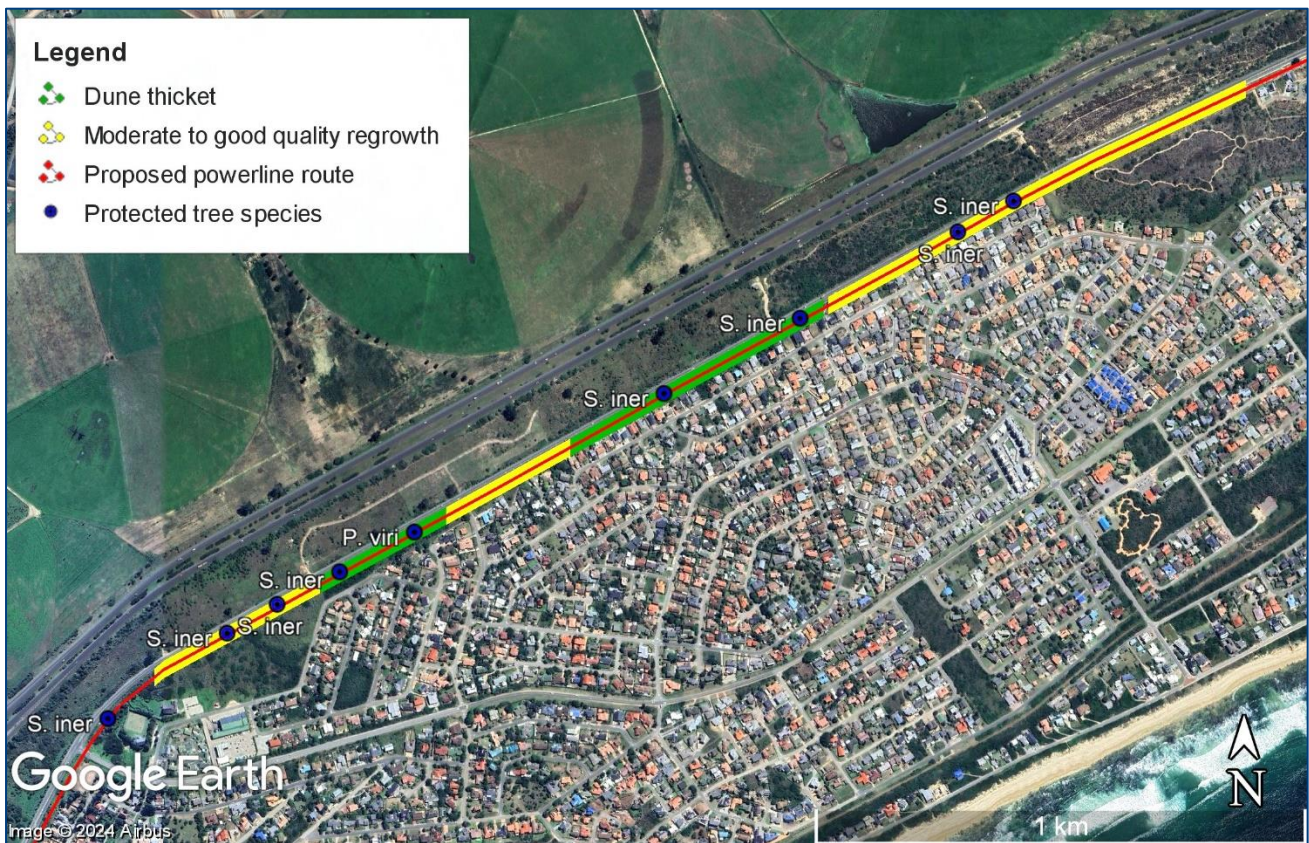 Legend
Dune thicket
Moderate to good quality regrowth
Proposed powerline route
Protected tree species
S. iner
S. iner
S. iner
S. iner
P. viri
S. iner
S. iner
S. iner
S. iner
Google Earth
N
Image © 2024 Airbus
1 km